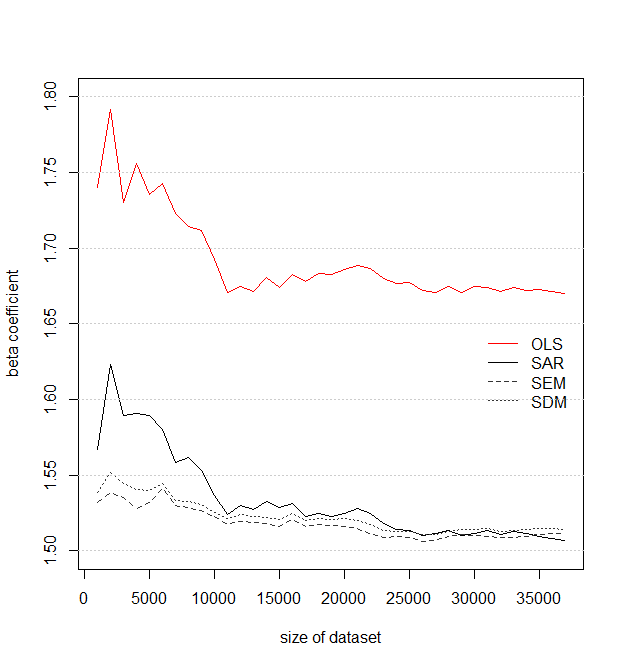 1.80
1.75
1.70
1.65
1.60
1.55
1.50
beta coefficient
OLS
SAR
SEM
SDM
0 5000 10000 15000 20000 25000 30000 35000
size of dataset